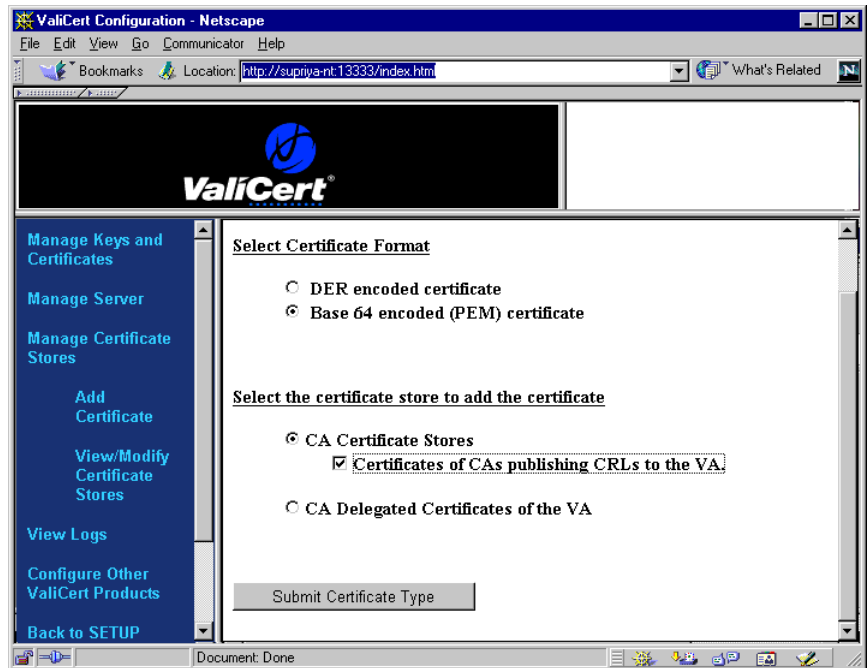 ValiCert Configuration - Netscape
File Edit View Go Communicator Help
Bookmarks Location: http://supriya-nt:13333/index.html What's Related N
ValiCert®
Manage Keys and
Certificates
Manage Server
Manage Certificate
Stores
Add
Certificate
View/Modify
Certificate
Stores
View Logs
Configure Other
ValiCert Products
Back to SETUP
Select Certificate Format
DER encoded certificate
Base 64 encoded (PEM) certificate
Select the certificate store to add the certificate
CA Certificate Stores
Certificates of CAs publishing CRLs to the VA.
CA Delegated Certificates of the VA
Submit Certificate Type
Document: Done